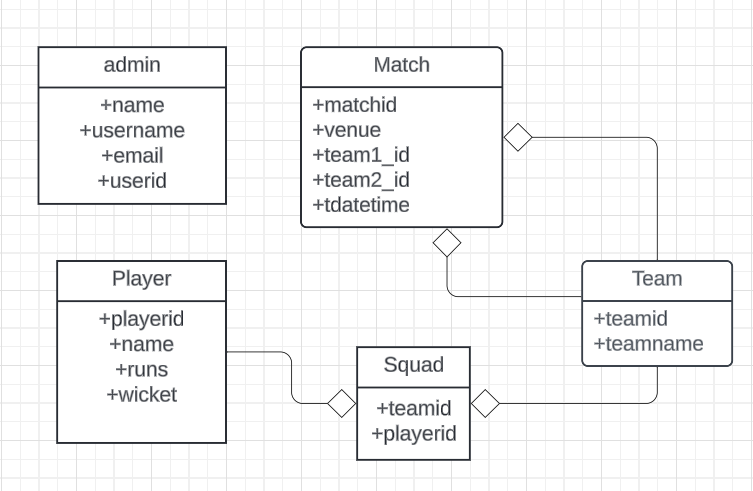 admin
+name
+username
+email
+userid
Match
+matchid
+venue
+team1_id
+team2_id
+tdatetime
Player
+playerid
+name
+runs
+wicket
Squad
+teamid
+playerid
Team
+teamid
+teamname